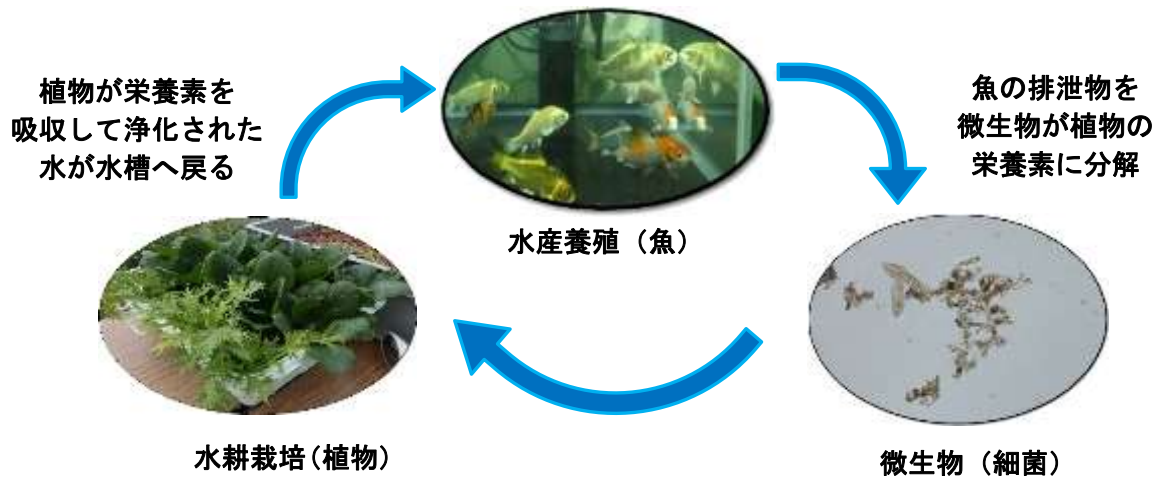 植物が栄養素を
吸収して浄化された
水が水槽へ戻る
魚の排泄物を
微生物が植物の
栄養素に分解
水産養殖（魚）
水耕栽培（植物）
微生物（細菌）